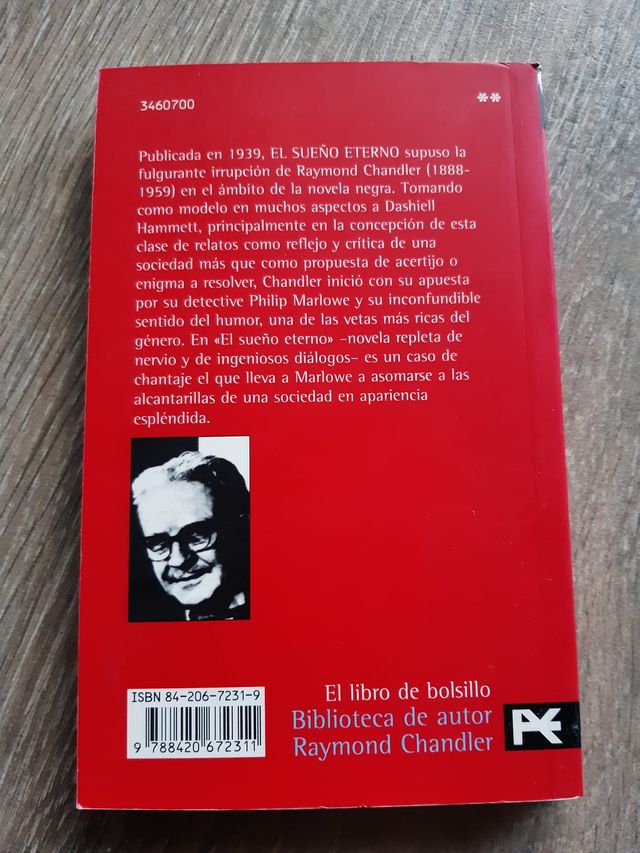 3460700
**
Publicada en 1939, EL SUEÑO ETERNO supuso la
fulgurante irrupción de Raymond Chandler (1888-
1959) en el ámbito de la novela negra. Tomando
como modelo en muchos aspectos a Dashiell
Hammett, principalmente en la concepción de esta
clase de relatos como reflejo y crítica de una
sociedad más que como propuesta de acertijo o
enigma a resolver, Chandler inició con su apuesta
por su detective Philip Marlowe y su inconfundible
sentido del humor, una de las vetas más ricas del
género. En «El sueño eterno» –novela repleta de
nervio y de ingeniosos diálogos– es un caso de
chantaje el que lleva a Marlowe a asomarse a las
alcantarillas de una sociedad en apariencia
espléndida.
ISBN 84-206-7231-9
9 788420 672311
El libro de bolsillo
Biblioteca de autor
Raymond Chandler